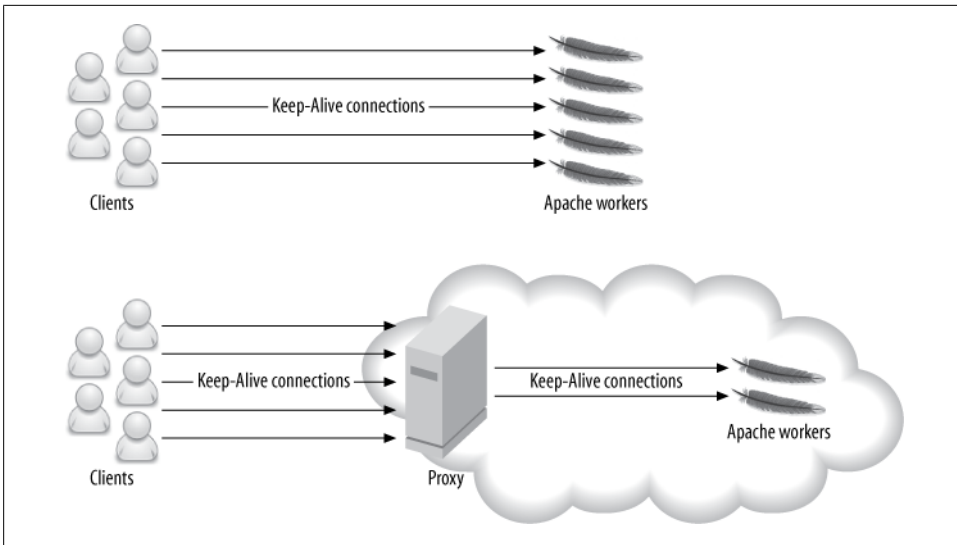 Keep-Alive connections
Clients
Apache workers
Keep-Alive connections
Keep-Alive connections
Apache workers
Clients
Proxy